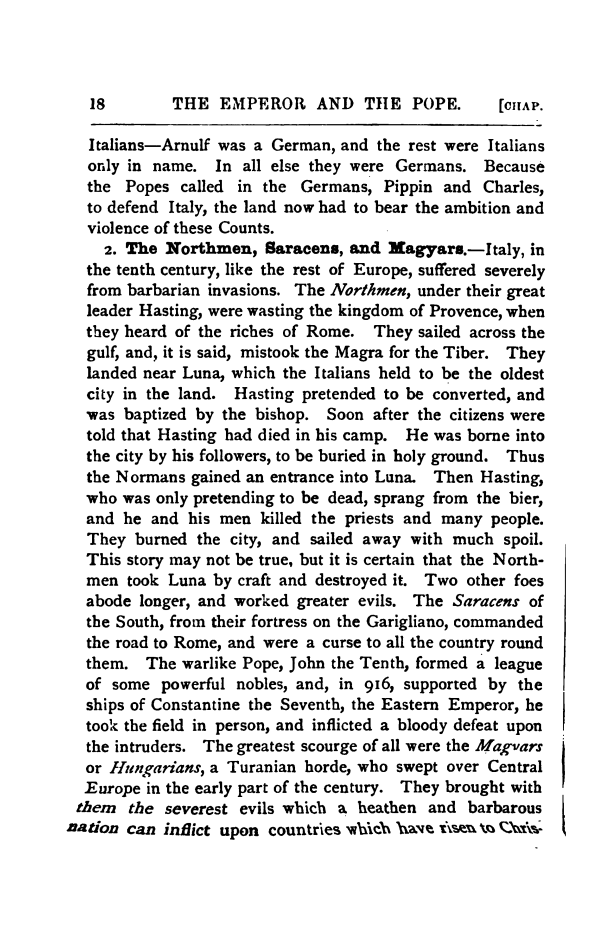 18 THE EMPEROR AND THE POPE. [CHAP.
Italians—Arnulf was a German, and the rest were Italians
only in name. In all else they were Germans. Because
the Popes called in the Germans, Pippin and Charles,
to defend Italy, the land now had to bear the ambition and
violence of these Counts.
2. The Northmen, Saracens, and Magyars.—Italy, in
the tenth century, like the rest of Europe, suffered severely
from barbarian invasions. The Northmen, under their great
leader Hasting, were wasting the kingdom of Provence, when
they heard of the riches of Rome. They sailed across the
gulf, and, it is said, mistook the Magra for the Tiber. They
landed near Luna, which the Italians held to be the oldest
city in the land. Hasting pretended to be converted, and
was baptized by the bishop. Soon after the citizens were
told that Hasting had died in his camp. He was borne into
the city by his followers, to be buried in holy ground. Thus
the Normans gained an entrance into Luna. Then Hasting,
who was only pretending to be dead, sprang from the bier,
and he and his men killed the priests and many people.
They burned the city, and sailed away with much spoil.
This story may not be true, but it is certain that the North-
men took Luna by craft and destroyed it. Two other foes
abode longer, and worked greater evils. The Saracens of
the South, from their fortress on the Garigliano, commanded
the road to Rome, and were a curse to all the country round
them. The warlike Pope, John the Tenth, formed a league
of some powerful nobles, and, in 916, supported by the
ships of Constantine the Seventh, the Eastern Emperor, he
took the field in person, and inflicted a bloody defeat upon
the intruders. The greatest scourge of all were the Magyars
or Hungarians, a Turanian horde, who swept over Central
Europe in the early part of the century. They brought with
them the severest evils which a heathen and barbarous
nation can inflict upon countries which have risen to Chris-